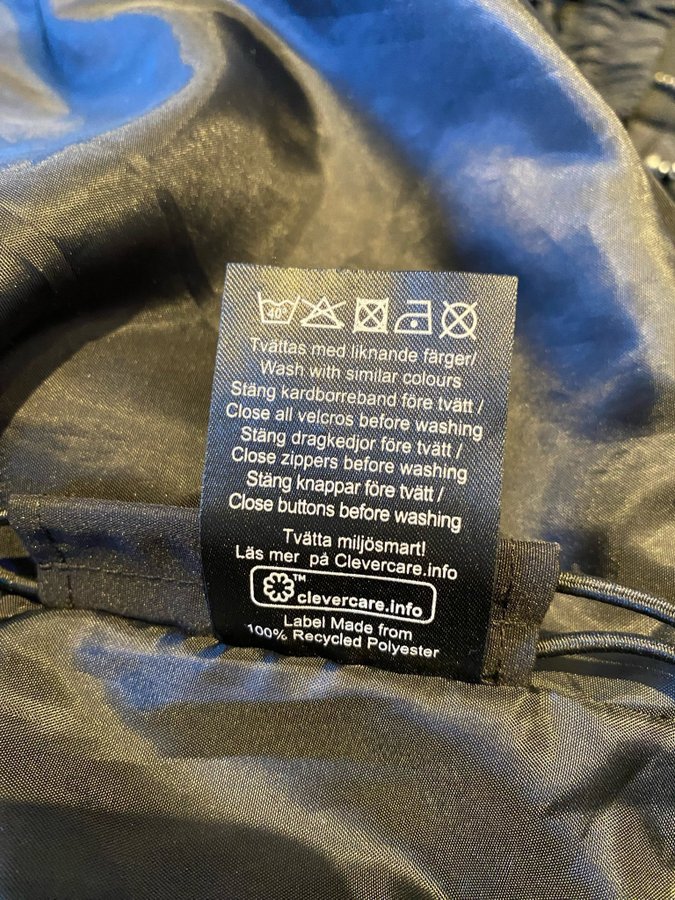 40°
Tvättas med liknande färger/
Wash with similar colours
Stäng kardborreband före tvätt /
Close all velcros before washing
Stäng dragkedjor före tvätt /
Close zippers before washing
Stäng knappar före tvätt /
Close buttons before washing
Tvätta miljösmart!
Läs mer på Clevercare.info
TM
clevercare.info
Label Made from
100% Recycled Polyester